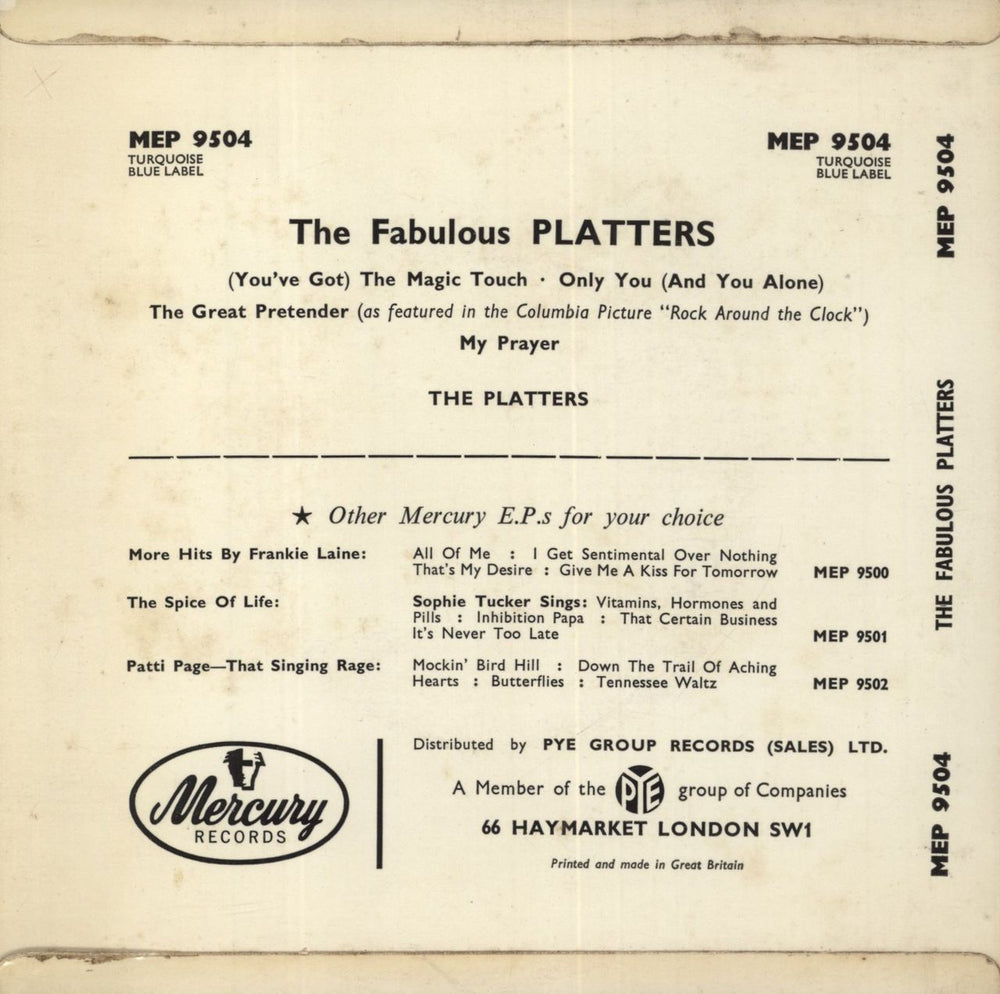 MEP 9504
TURQUOISE
BLUE LABEL
MEP 9504
TURQUOISE
BLUE LABEL
The Fabulous PLATTERS
(You've Got) The Magic Touch · Only You (And You Alone)
The Great Pretender (as featured in the Columbia Picture "Rock Around the Clock")
My Prayer
THE PLATTERS
★ Other Mercury E.P.s for your choice
More Hits By Frankie Laine: All Of Me : I Get Sentimental Over Nothing
That's My Desire : Give Me A Kiss For Tomorrow MEP 9500
The Spice Of Life: Sophie Tucker Sings: Vitamins, Hormones and
Pills : Inhibition Papa : That Certain Business
It's Never Too Late MEP 9501
Patti Page—That Singing Rage: Mockin' Bird Hill : Down The Trail Of Aching
Hearts : Butterflies : Tennessee Waltz MEP 9502
Mercury
RECORDS
Distributed by PYE GROUP RECORDS (SALES) LTD.
A Member of the PYE group of Companies
66 HAYMARKET LONDON SW1
Printed and made in Great Britain
MEP 9504
THE FABULOUS PLATTERS
MEP 9504